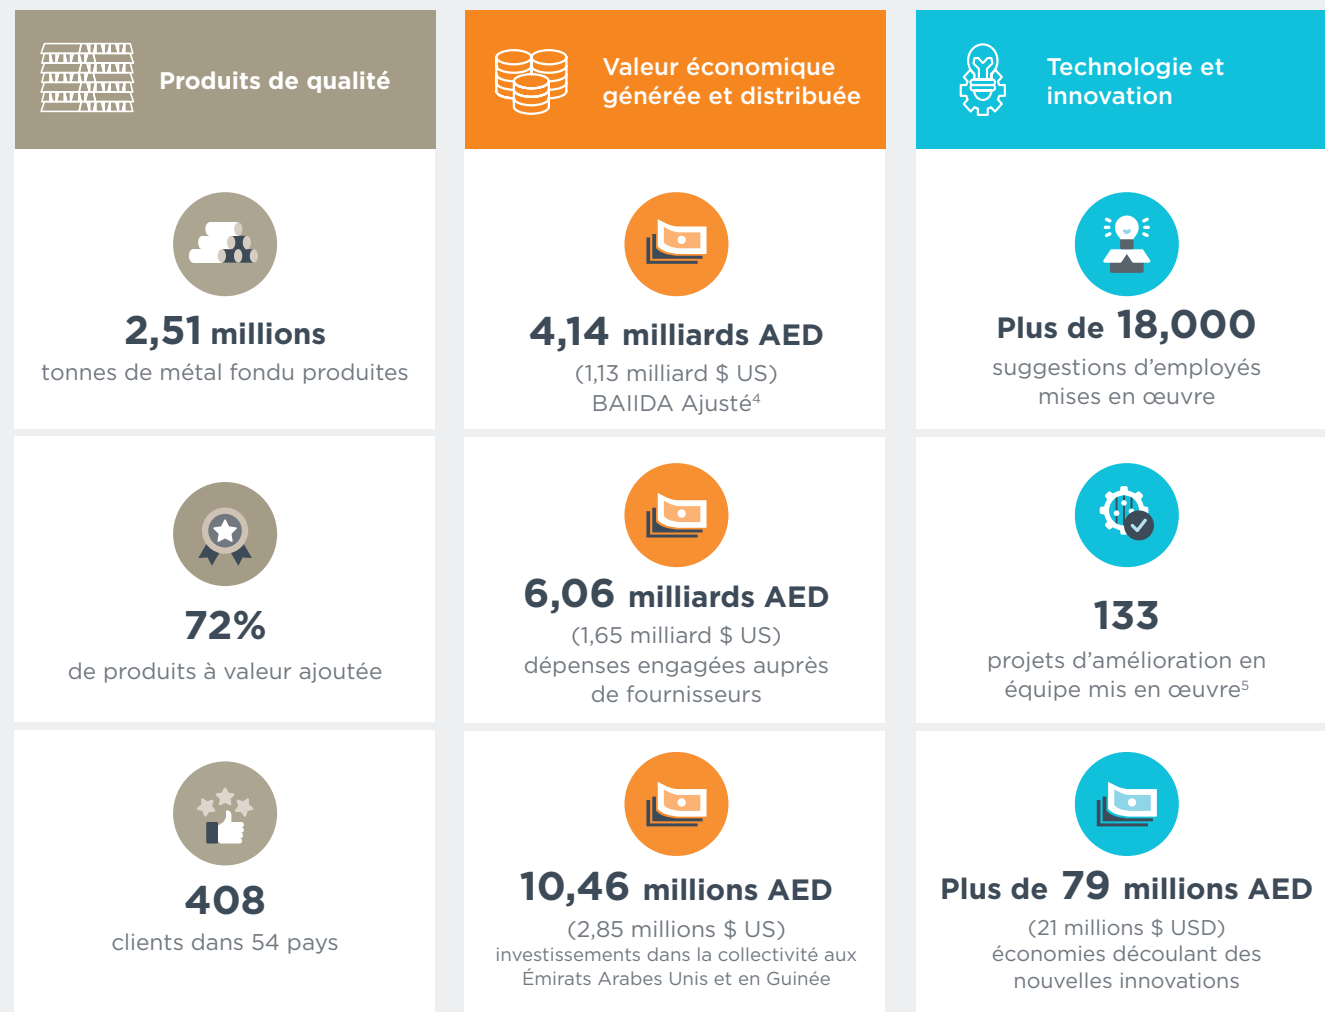 Produits de qualité
2,51 millions
tonnes de métal fondu produites
72%
de produits à valeur ajoutée
408
clients dans 54 pays
Valeur économique
générée et distribuée
4,14 milliards AED
(1,13 milliard $ US)
BAIIDA Ajusté⁴
6,06 milliards AED
(1,65 milliard $ US)
dépenses engagées auprès
de fournisseurs
10,46 millions AED
(2,85 millions $ US)
investissements dans la collectivité aux
Émirats Arabes Unis et en Guinée
Technologie et
innovation
Plus de 18,000
suggestions d’employés
mises en œuvre
133
projets d’amélioration en
équipe mis en œuvre⁵
Plus de 79 millions AED
(21 millions $ USD)
économies découlant des
nouvelles innovations